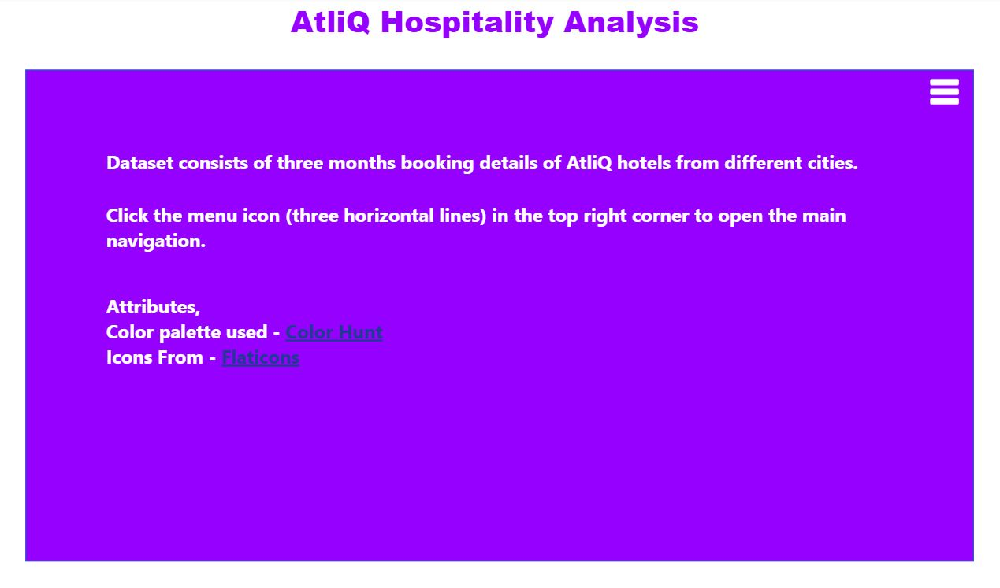 AtliQ Hospitality Analysis
Dataset consists of three months booking details of AtliQ hotels from different cities.
Click the menu icon (three horizontal lines) in the top right corner to open the main
navigation.
Attributes,
Color palette used - Color Hunt
Icons From - Flaticons